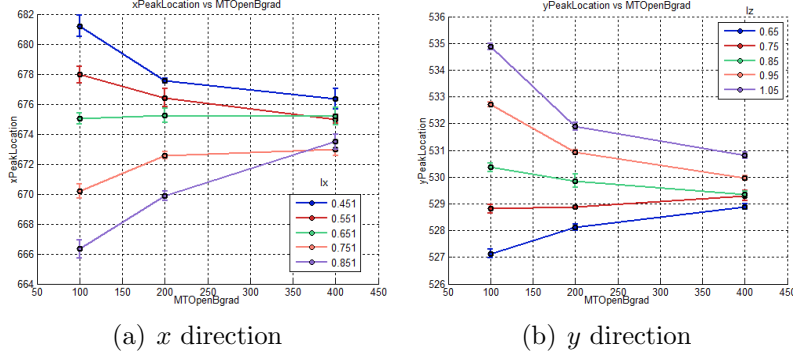 xPeakLocation vs MTOpenBgrad
682
680
678
676
674
672
670
668
666
664
xPeakLocation
50 100 150 200 250 300 350 400 450
MTOpenBgrad
Ix
0.451
0.551
0.651
0.751
0.851
(a) x direction
yPeakLocation vs MTOpenBgrad
536
535
534
533
532
531
530
529
528
527
526
yPeakLocation
50 100 150 200 250 300 350 400 450
MTOpenBgrad
Iz
0.65
0.75
0.85
0.95
1.05
(b) y direction